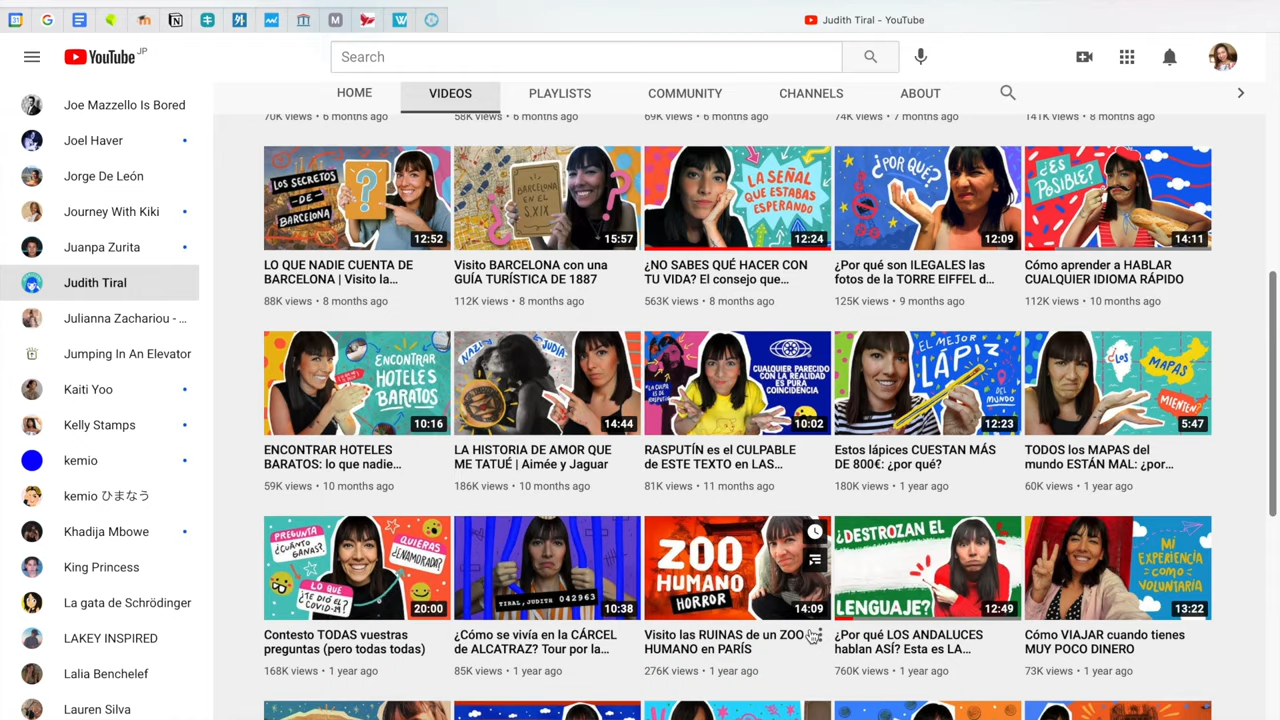 Judith Tiral - YouTube
YouTube JP
Search
HOME
VIDEOS
PLAYLISTS
COMMUNITY
CHANNELS
ABOUT
Joe Mazzello Is Bored
Joel Haver
Jorge De León
Journey With Kiki
Juanpa Zurita
Judith Tiral
Julianna Zachariou - ...
Jumping In An Elevator
Kaiti Yoo
Kelly Stamps
kemio
kemio ひまなう
Khadija Mbowe
King Princess
La gata de Schrödinger
LAKEY INSPIRED
Lalia Benchelef
Lauren Silva
70K views • 6 months ago
58K views • 6 months ago
69K views • 6 months ago
74K views • 7 months ago
141K views • 8 months ago
LOS SECRETOS
-DE-
BARCELONA
?
12:52
BARCELONA
EN EL
S.XIX
15:57
LA SEÑAL
QUE ESTABAS
ESPERANDO
12:24
¿POR QUÉ?
12:09
¿ES
POSIBLE?
14:11
LO QUE NADIE CUENTA DE
BARCELONA | Visito la...
88K views • 8 months ago
Visito BARCELONA con una
GUÍA TURÍSTICA DE 1887
112K views • 8 months ago
¿NO SABES QUÉ HACER CON
TU VIDA? El consejo que...
563K views • 8 months ago
¿Por qué son ILEGALES las
fotos de la TORRE EIFFEL d...
125K views • 9 months ago
Cómo aprender a HABLAR
CUALQUIER IDIOMA RÁPIDO
112K views • 10 months ago
ENCONTRAR
HOTELES
BARATOS
10:16
NAZI
JUDÍA
14:44
"LA CULPA
ES DE
RASPUTÍN"
CUALQUIER PARECIDO
CON LA REALIDAD
ES PURA
COINCIDENCIA
10:02
EL MEJOR
LÁPIZ
DEL
MUNDO
12:23
¿LOS
MAPAS
MIENTEN?
5:47
ENCONTRAR HOTELES
BARATOS: lo que nadie...
59K views • 10 months ago
LA HISTORIA DE AMOR QUE
ME TATUÉ | Aimée y Jaguar
186K views • 10 months ago
RASPUTÍN es el CULPABLE
de ESTE TEXTO en LAS...
81K views • 11 months ago
Estos lápices CUESTAN MÁS
DE 800€: ¿por qué?
180K views • 1 year ago
TODOS los MAPAS del
mundo ESTÁN MAL: ¿por...
60K views • 1 year ago
PREGUNTA
¿CUÁNTO
GANAS?
¿QUIERAS
¿ENAMORADA?
LO QUE
¿TE DIO EL?
COVID-19?
20:00
TIRAL, JUDITH 042963
10:38
ZOO
HUMANO
HORROR
14:09
¿DESTROZAN EL
LENGUAJE?
12:49
MI
EXPERIENCIA
-COMO-
VOLUNTARIA
13:22
Contesto TODAS vuestras
preguntas (pero todas todas)
168K views • 1 year ago
¿Cómo se vivía en la CÁRCEL
de ALCATRAZ? Tour por la...
85K views • 1 year ago
Visito las RUINAS de un ZOO
HUMANO en PARÍS
276K views • 1 year ago
¿Por qué LOS ANDALUCES
hablan ASÍ? Esta es LA...
760K views • 1 year ago
Cómo VIAJAR cuando tienes
MUY POCO DINERO
73K views • 1 year ago